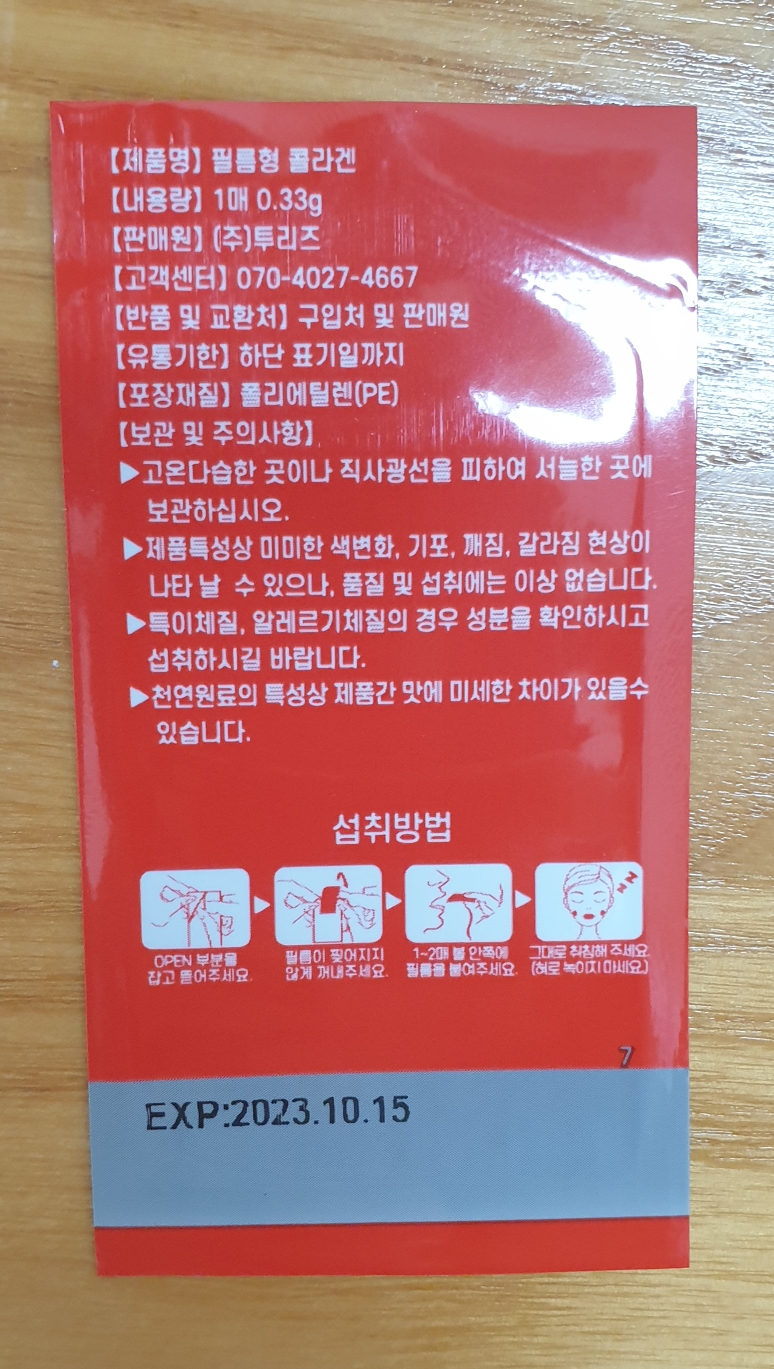 【제품명】 필름형 콜라겐
【내용량】 1매 0.33g
【판매원】 (주)투리즈
【고객센터】 070-4027-4667
【반품 및 교환처】 구입처 및 판매원
【유통기한】 하단 표기일까지
【포장재질】 폴리에틸렌(PE)
【보관 및 주의사항】
▶고온다습한 곳이나 직사광선을 피하여 서늘한 곳에
보관하십시오.
▶제품특성상 미미한 색변화, 기포, 깨짐, 갈라짐 현상이
나타 날 수 있으나, 품질 및 섭취에는 이상 없습니다.
▶특이체질, 알레르기체질의 경우 성분을 확인하시고
섭취하시길 바랍니다.
▶천연원료의 특성상 제품간 맛에 미세한 차이가 있을수
있습니다.
섭취방법
OPEN 부분을
잡고 뜯어주세요.
필름이 찢어지지
않게 꺼내주세요.
1~2매 볼 안쪽에
필름을 붙여주세요.
그대로 취침해 주세요.
(혀로 녹이지 마세요.)
7
EXP:2023.10.15